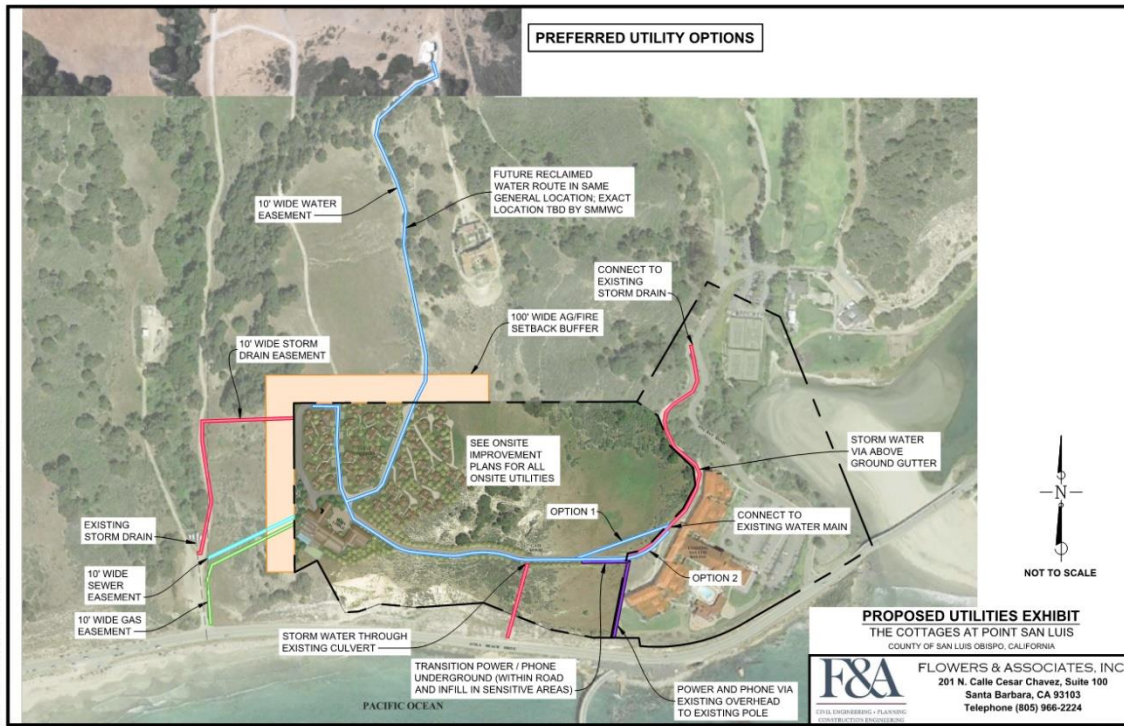 PREFERRED UTILITY OPTIONS
10' WIDE WATER
EASEMENT
FUTURE RECLAIMED
WATER ROUTE IN SAME
GENERAL LOCATION; EXACT
LOCATION TBD BY SMMWC
CONNECT TO
EXISTING
STORM DRAIN
100' WIDE AG/FIRE
SETBACK BUFFER
10' WIDE STORM
DRAIN EASEMENT
SEE ONSITE
IMPROVEMENT
PLANS FOR ALL
ONSITE UTILITIES
STORM WATER
VIA ABOVE
GROUND GUTTER
OPTION 1
CONNECT TO
EXISTING WATER MAIN
EXISTING
STORM DRAIN
OPTION 2
10' WIDE
SEWER
EASEMENT
10' WIDE GAS
EASEMENT
N
NOT TO SCALE
STORM WATER THROUGH
EXISTING CULVERT
TRANSITION POWER / PHONE
UNDERGROUND (WITHIN ROAD
AND INFILL IN SENSITIVE AREAS)
POWER AND PHONE VIA
EXISTING OVERHEAD
TO EXISTING POLE
PACIFIC OCEAN
PROPOSED UTILITIES EXHIBIT
THE COTTAGES AT POINT SAN LUIS
COUNTY OF SAN LUIS OBISPO, CALIFORNIA
F&A
CIVIL ENGINEERING • PLANNING
CONSTRUCTION ENGINEERING
FLOWERS & ASSOCIATES, INC
201 N. Calle Cesar Chavez, Suite 100
Santa Barbara, CA 93103
Telephone (805) 966-2224